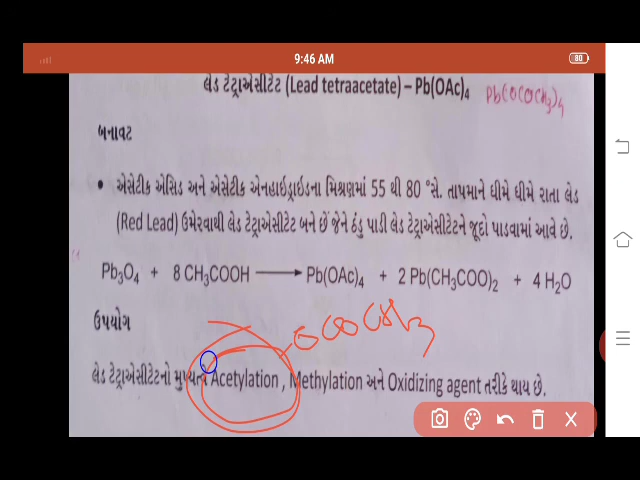 9:46 AM
80
લેડ ટેટ્રાએસીટેટ (Lead tetraacetate) – Pb(OAc)4 Pb(OCOCH3)4
બનાવટ
• એસેટીક એસિડ અને એસેટીક એનહાઇડ્રાઇડના મિશ્રણમાં 55 થી 80 °સે. તાપમાને ધીમે ધીમે રાતા લેડ
(Red Lead) ઉમેરવાથી લેડ ટેટ્રાએસીટેટ બને છે જેને ઠંડુ પાડી લેડ ટેટ્રાએસીટેટને જૂદો પાડવામાં આવે છે.
Pb3O4 + 8 CH3COOH ⟶ Pb(OAc)4 + 2 Pb(CH3COO)2 + 4 H2O
ઉપયોગ
OCOCH3
લેડ ટેટ્રાએસીટેટનો મુખ્યત્વે Acetylation , Methylation અને Oxidizing agent તરીકે થાય છે.